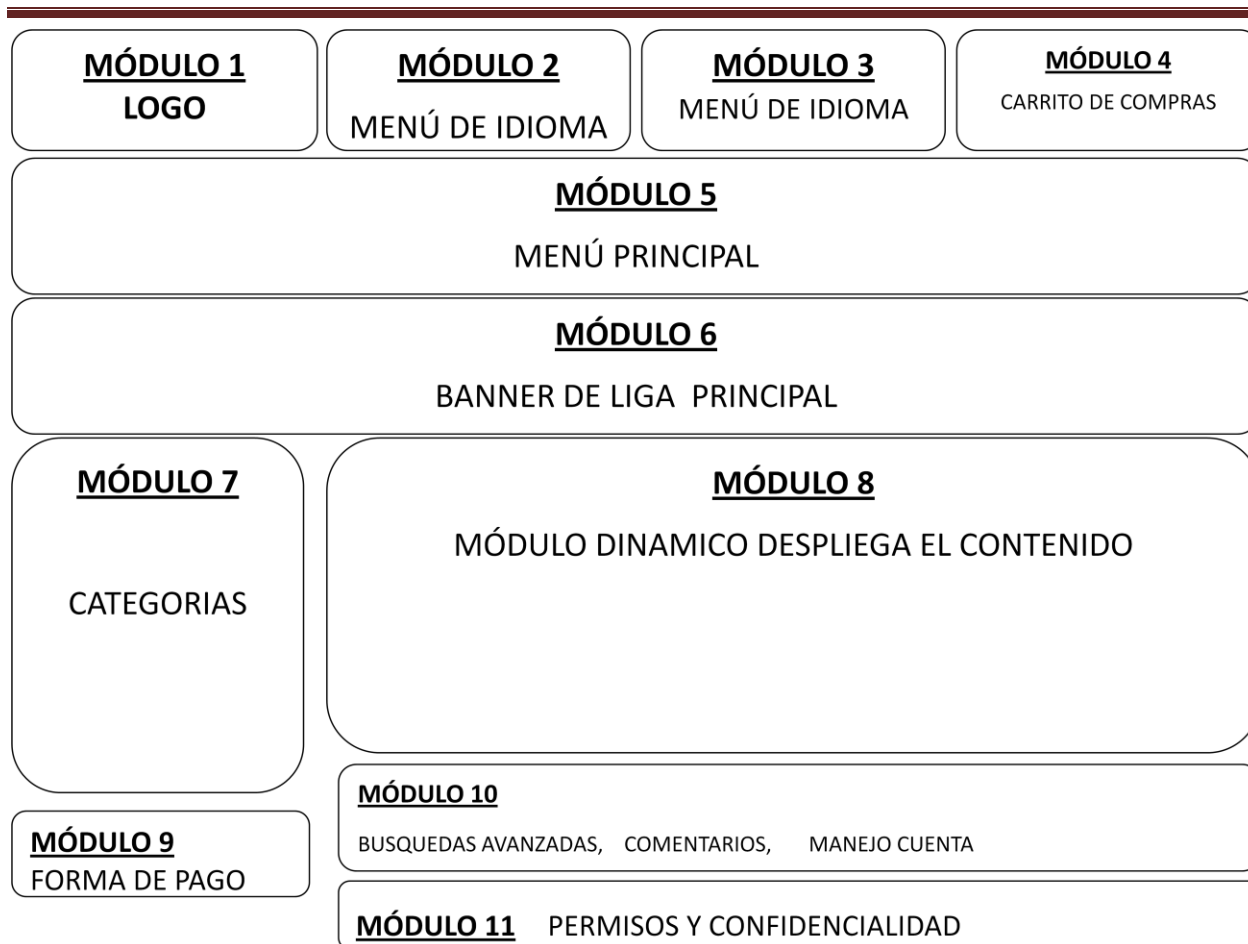 MÓDULO 1
LOGO
MÓDULO 2
MENÚ DE IDIOMA
MÓDULO 3
MENÚ DE IDIOMA
MÓDULO 4
CARRITO DE COMPRAS
MÓDULO 5
MENÚ PRINCIPAL
MÓDULO 6
BANNER DE LIGA PRINCIPAL
MÓDULO 7
CATEGORIAS
MÓDULO 8
MÓDULO DINAMICO DESPLIEGA EL CONTENIDO
MÓDULO 9
FORMA DE PAGO
MÓDULO 10
BUSQUEDAS AVANZADAS, COMENTARIOS, MANEJO CUENTA
MÓDULO 11 PERMISOS Y CONFIDENCIALIDAD